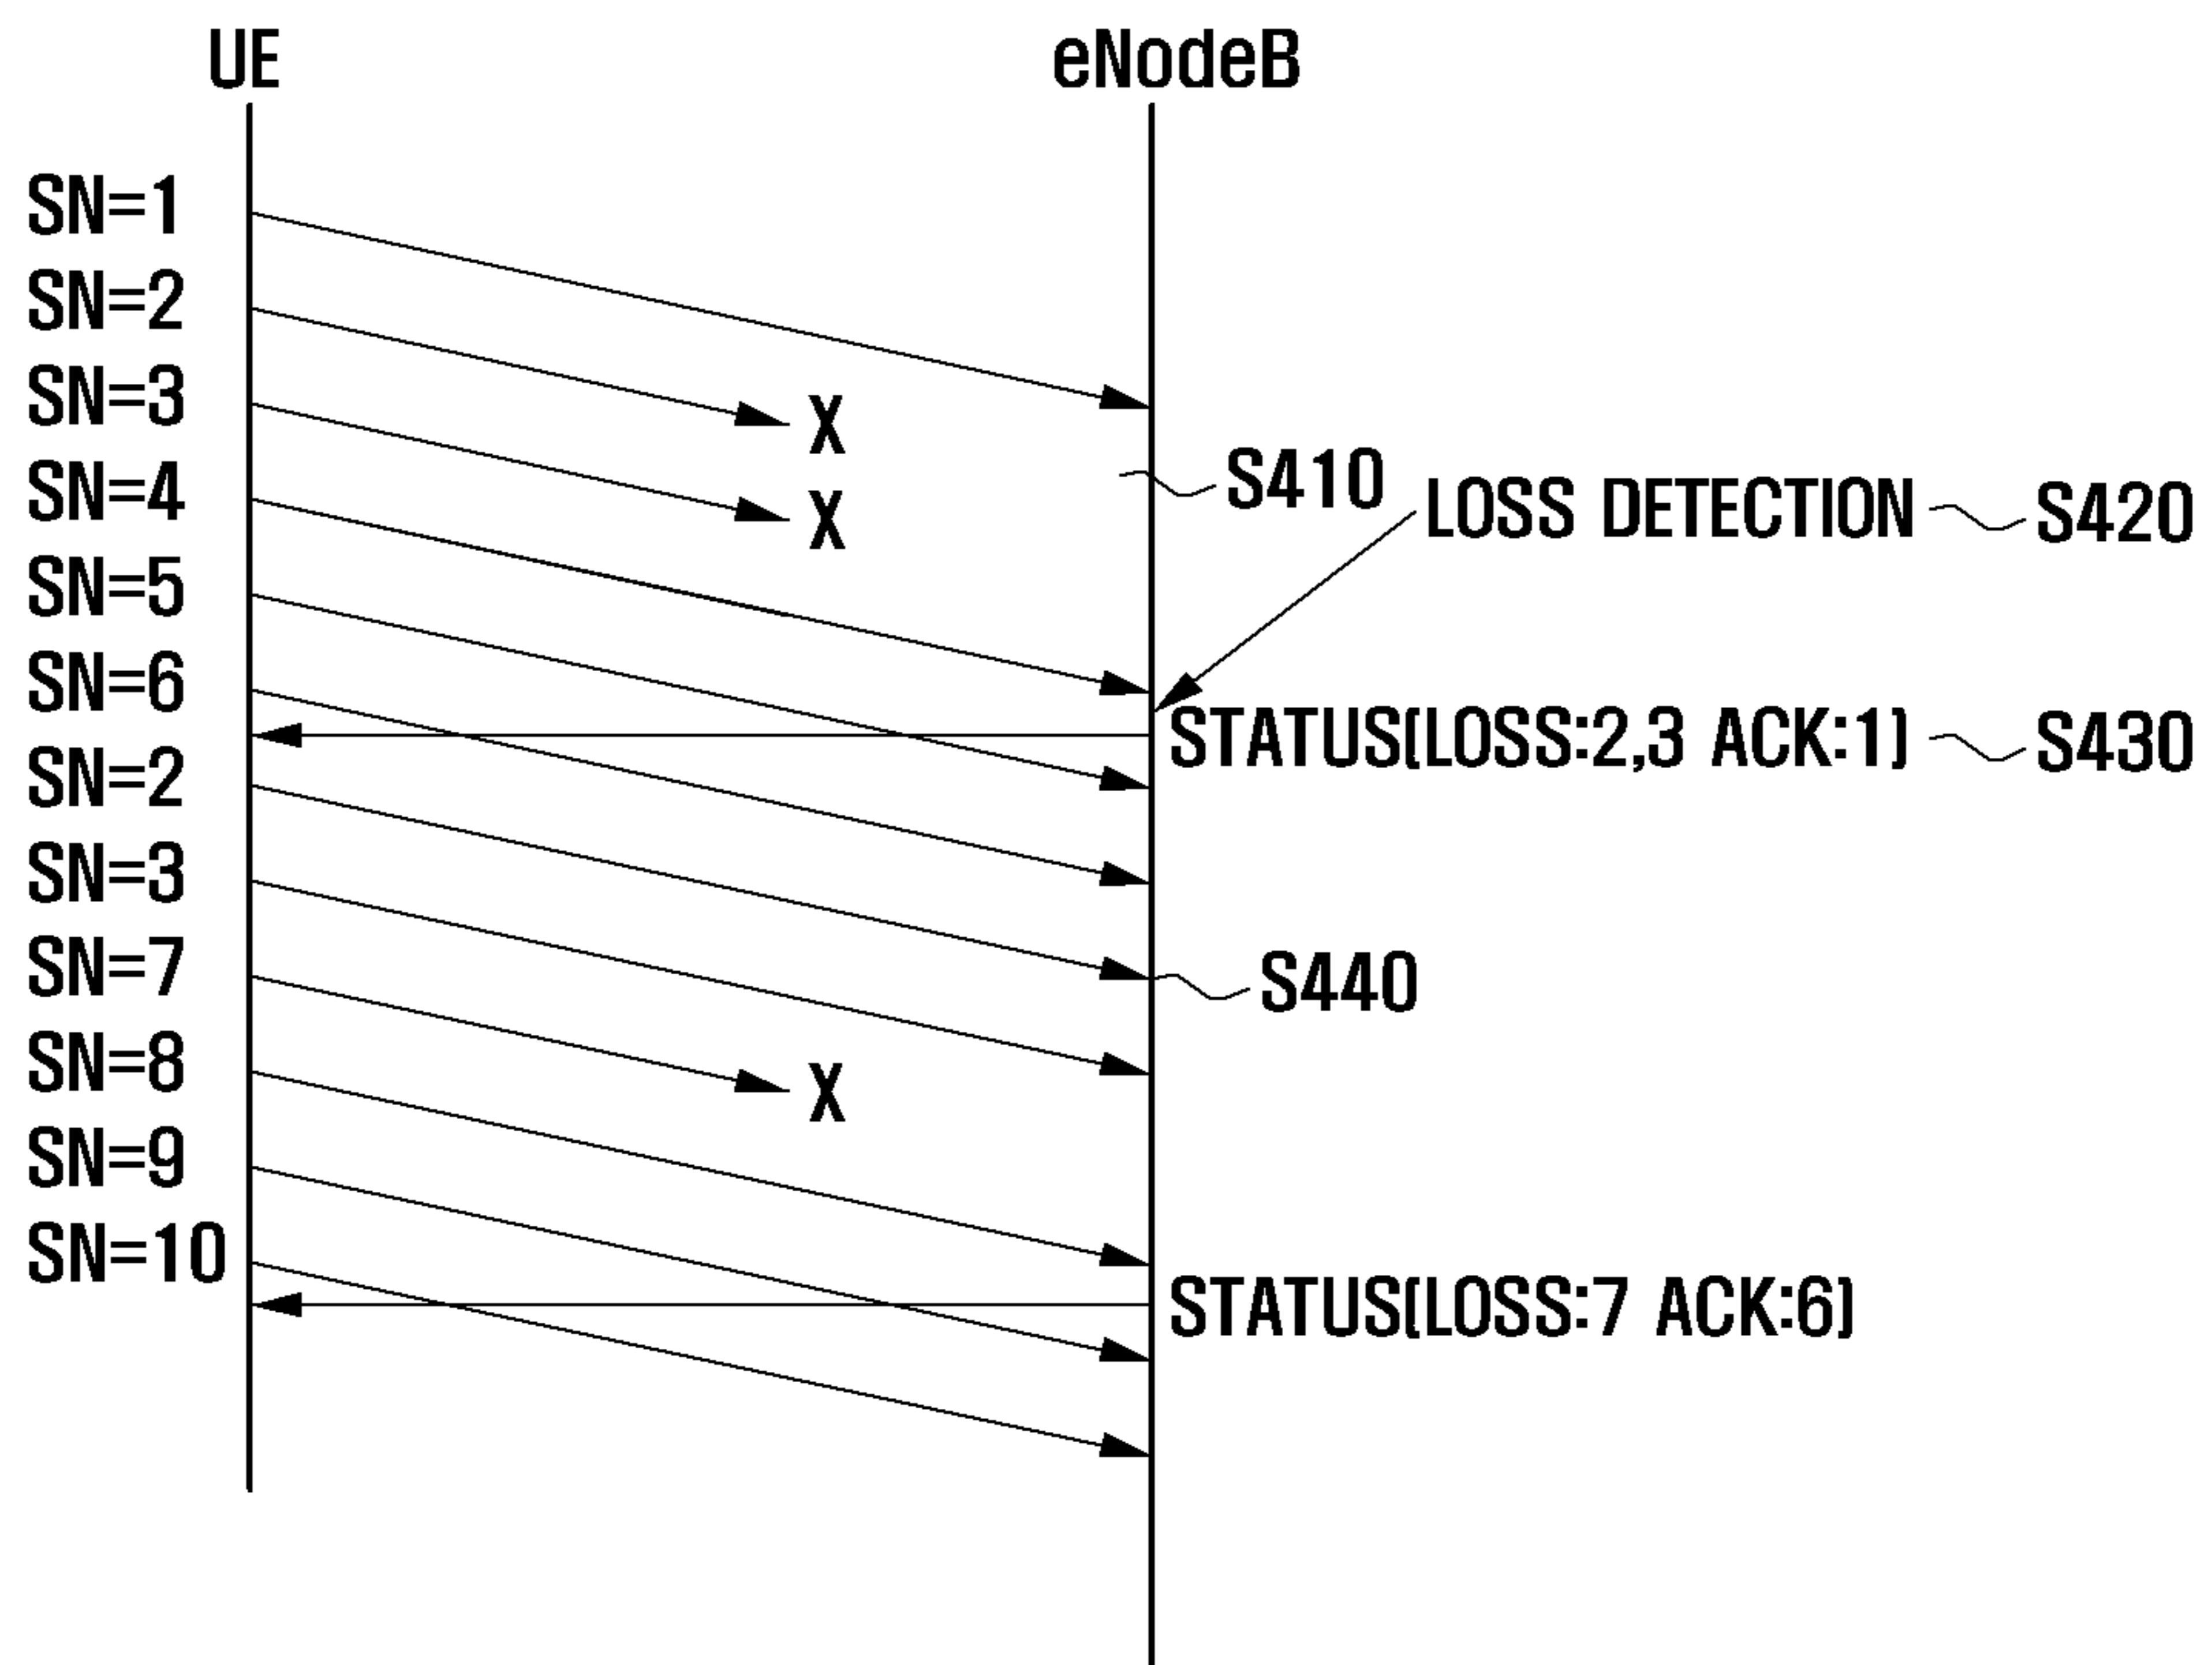 UE
eNodeB
SN=1
SN=2
SN=3
X
SN=4
X
S410
LOSS DETECTION
S420
SN=5
SN=6
STATUS(LOSS:2,3 ACK:1)
S430
SN=2
SN=3
SN=7
S440
SN=8
X
SN=9
SN=10
STATUS(LOSS:7 ACK:6)